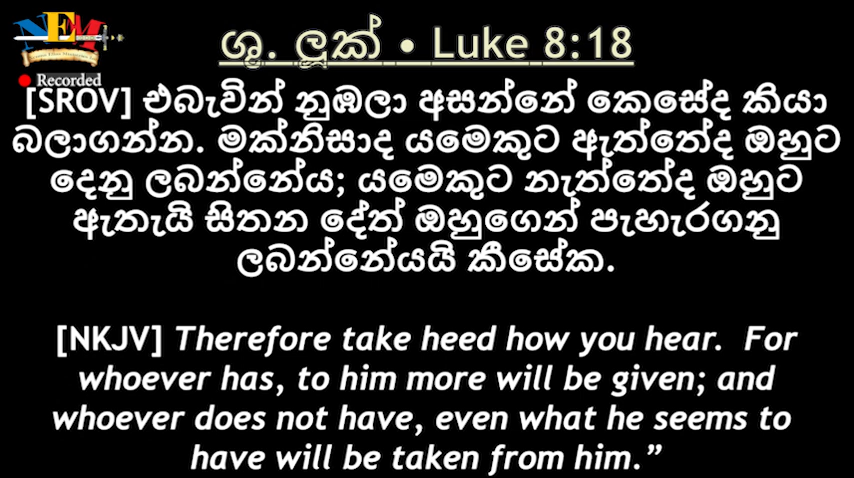 NEM
Recorded
ශු. ලූක් • Luke 8:18
[SROV] එබැවින් නුඹලා අසන්නේ කෙසේද කියා
බලාගන්න. මක්නිසාද යමෙකුට ඇත්තේද ඔහුට
දෙනු ලබන්නේය; යමෙකුට නැත්තේද ඔහුට
ඇතැයි සිතන දේත් ඔහුගෙන් පැහැරගනු
ලබන්නේයයි කීසේක.
[NKJV] Therefore take heed how you hear. For
whoever has, to him more will be given; and
whoever does not have, even what he seems to
have will be taken from him.”